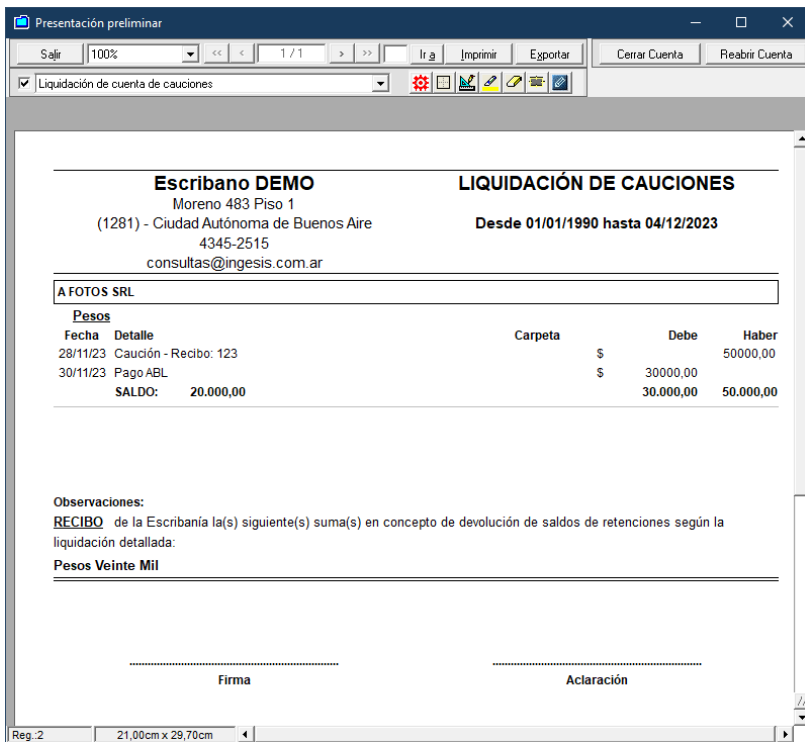 Presentación preliminar
Salir 100% << < 1 / 1 > >> Ir a Imprimir Exportar Cerrar Cuenta Reabrir Cuenta
Liquidación de cuenta de cauciones
Escribano DEMO LIQUIDACIÓN DE CAUCIONES
Moreno 483 Piso 1
(1281) - Ciudad Autónoma de Buenos Aire Desde 01/01/1990 hasta 04/12/2023
4345-2515
consultas@ingesis.com.ar
A FOTOS SRL
Pesos
Fecha Detalle Carpeta Debe Haber
28/11/23 Caución - Recibo: 123 $ 50000,00
30/11/23 Pago ABL $ 30000,00
SALDO: 20.000,00 30.000,00 50.000,00
Observaciones:
RECIBO de la Escribanía la(s) siguiente(s) suma(s) en concepto de devolución de saldos de retenciones según la
liquidación detallada:
Pesos Veinte Mil
Firma Aclaración
Reg.:2 21,00cm x 29,70cm